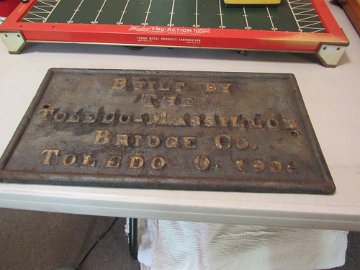 TRU-ACTION
BUILT BY
THE
TOLEDO-MASSILLON
BRIDGE CO.
TOLEDO O.